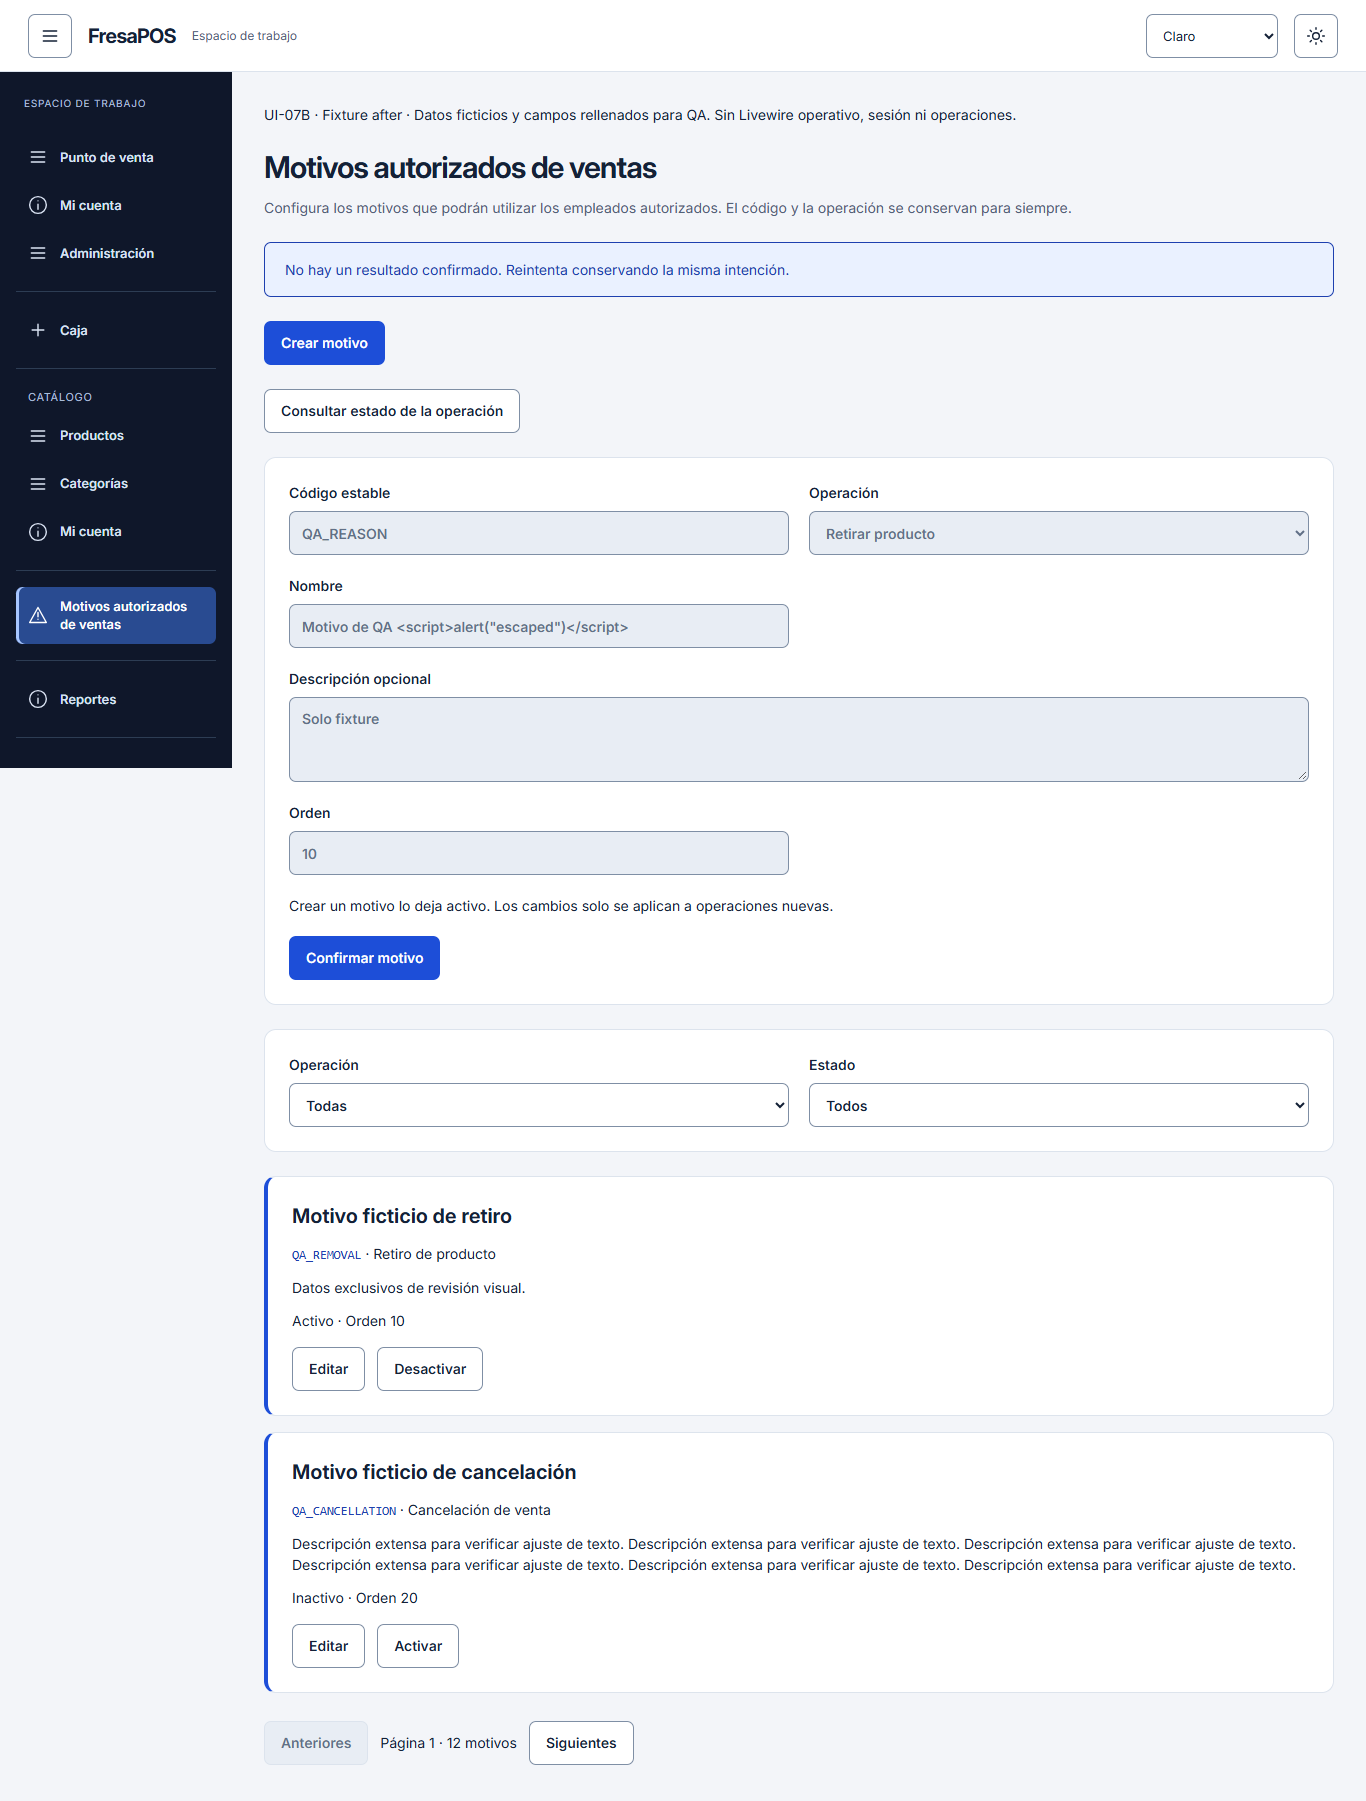 FresaPOS
Espacio de trabajo
Claro
ESPACIO DE TRABAJO
Punto de venta
Mi cuenta
Administración
Caja
CATÁLOGO
Productos
Categorías
Mi cuenta
Motivos autorizados
de ventas
Reportes
UI-07B · Fixture after · Datos ficticios y campos rellenados para QA. Sin Livewire operativo, sesión ni operaciones.
Motivos autorizados de ventas
Configura los motivos que podrán utilizar los empleados autorizados. El código y la operación se conservan para siempre.
No hay un resultado confirmado. Reintenta conservando la misma intención.
Crear motivo
Consultar estado de la operación
Código estable
QA_REASON
Operación
Retirar producto
Nombre
Motivo de QA <script>alert("escaped")</script>
Descripción opcional
Solo fixture
Orden
10
Crear un motivo lo deja activo. Los cambios solo se aplican a operaciones nuevas.
Confirmar motivo
Operación
Todas
Estado
Todos
Motivo ficticio de retiro
QA_REMOVAL · Retiro de producto
Datos exclusivos de revisión visual.
Activo · Orden 10
Editar
Desactivar
Motivo ficticio de cancelación
QA_CANCELLATION · Cancelación de venta
Descripción extensa para verificar ajuste de texto. Descripción extensa para verificar ajuste de texto. Descripción extensa para verificar ajuste de texto.
Descripción extensa para verificar ajuste de texto. Descripción extensa para verificar ajuste de texto. Descripción extensa para verificar ajuste de texto.
Inactivo · Orden 20
Editar
Activar
Anteriores
Página 1 · 12 motivos
Siguientes